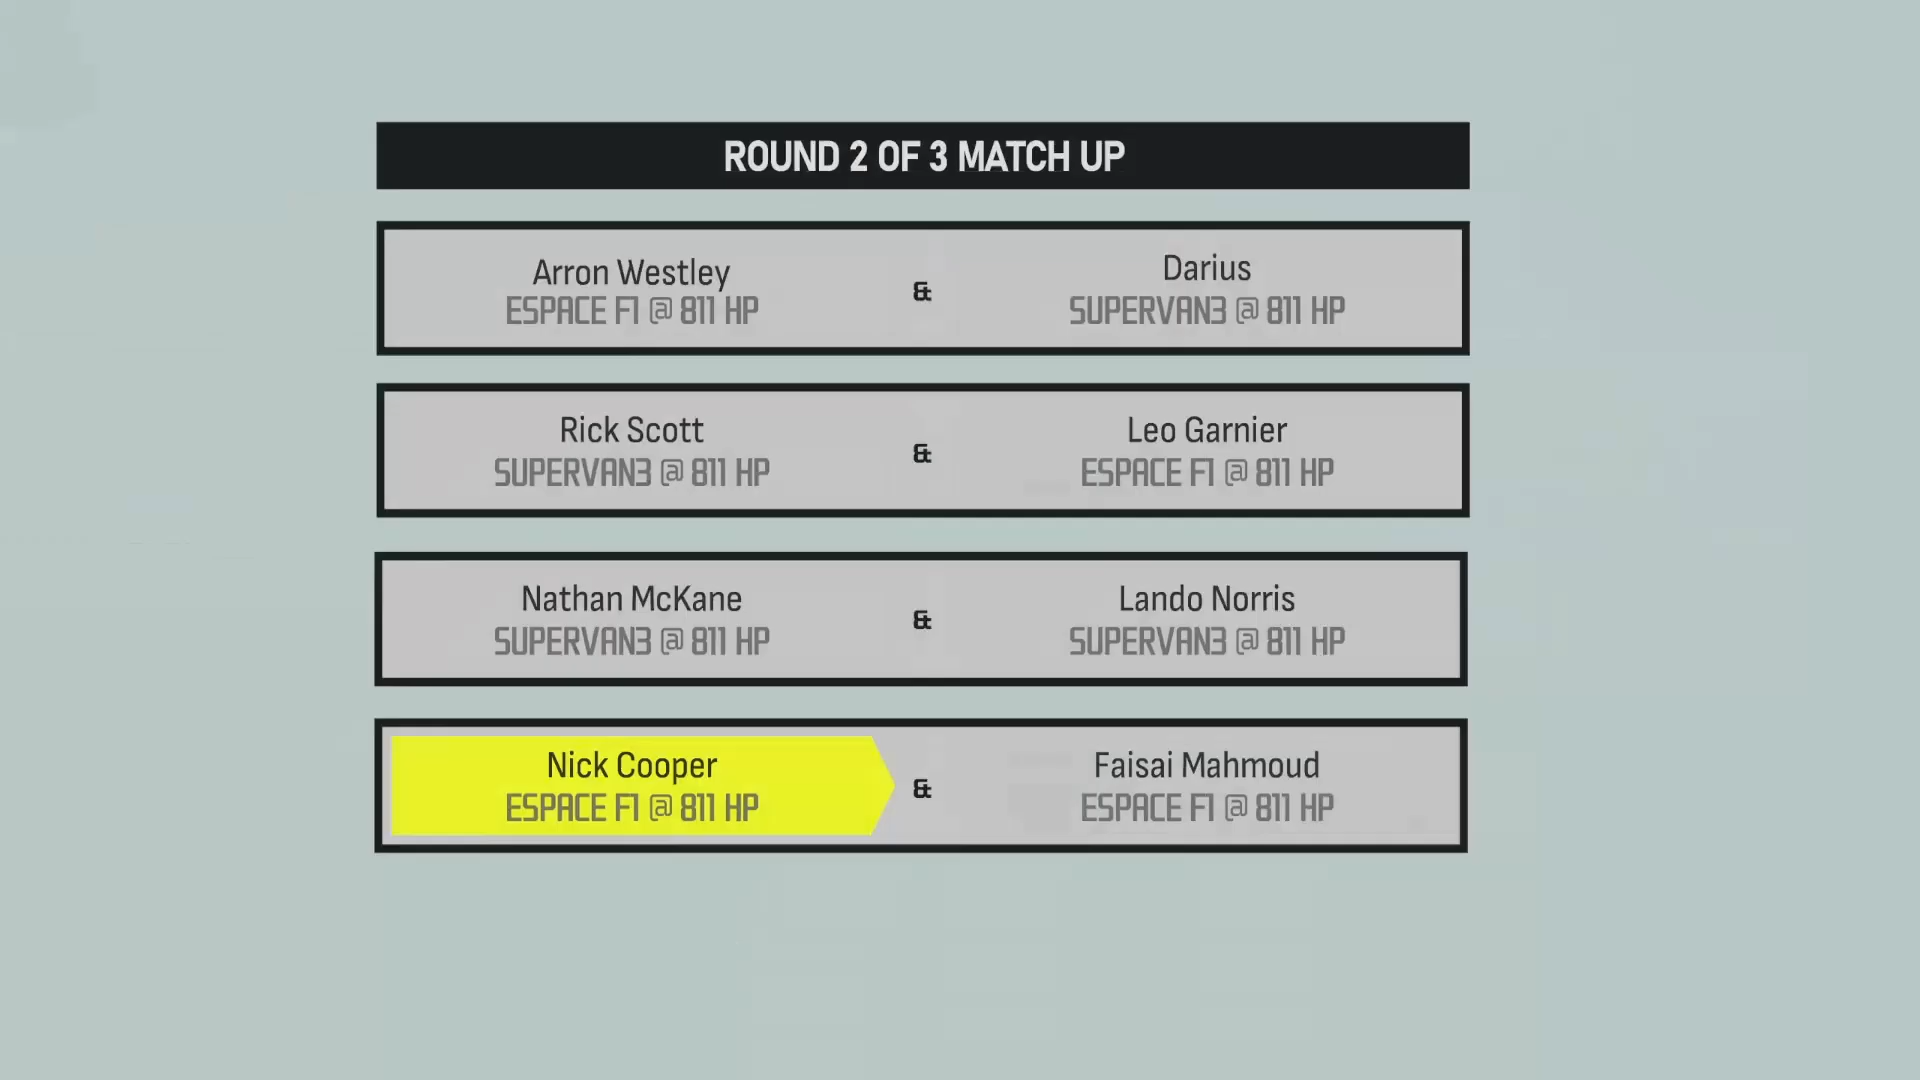 ROUND 2 OF 3 MATCH UP
Arron Westley
ESPACE F1 @ 811 HP
&
Darius
SUPERVAN3 @ 811 HP
Rick Scott
SUPERVAN3 @ 811 HP
&
Leo Garnier
ESPACE F1 @ 811 HP
Nathan McKane
SUPERVAN3 @ 811 HP
&
Lando Norris
SUPERVAN3 @ 811 HP
Nick Cooper
ESPACE F1 @ 811 HP
&
Faisai Mahmoud
ESPACE F1 @ 811 HP